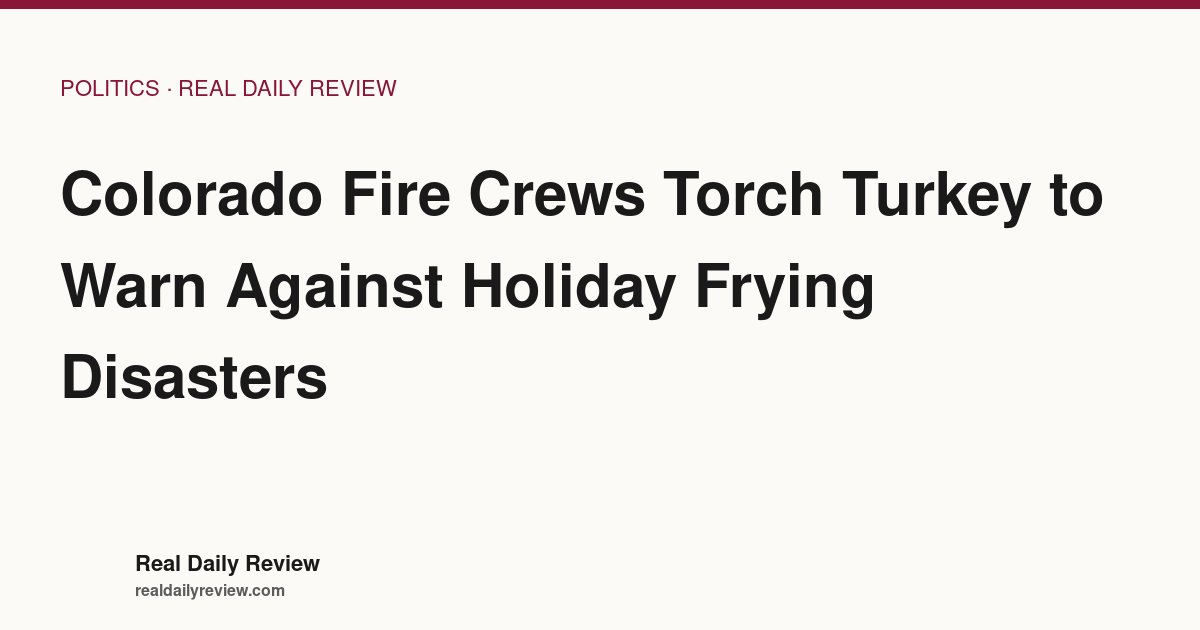 POLITICS · REAL DAILY REVIEW
Colorado Fire Crews Torch Turkey to
Warn Against Holiday Frying
Disasters
Real Daily Review
realdailyreview.com